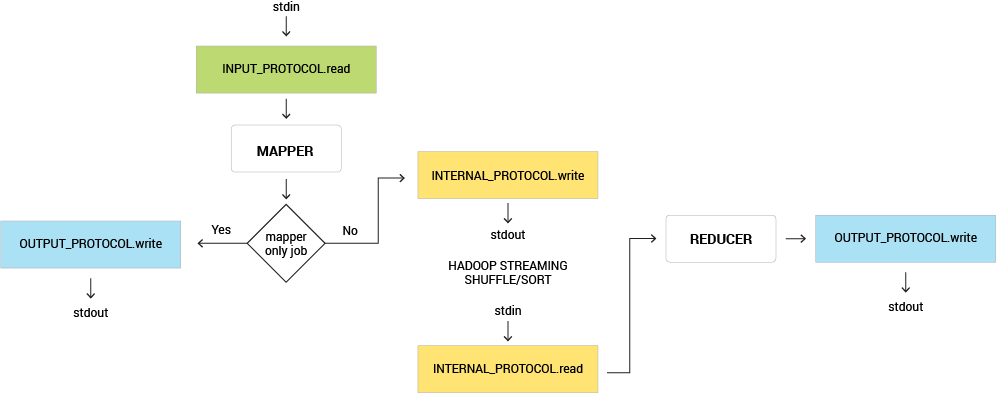 stdin
INPUT_PROTOCOL.read
MAPPER
mapper
only job
Yes
No
OUTPUT_PROTOCOL.write
stdout
INTERNAL_PROTOCOL.write
stdout
HADOOP STREAMING
SHUFFLE/SORT
stdin
INTERNAL_PROTOCOL.read
REDUCER
OUTPUT_PROTOCOL.write
stdout